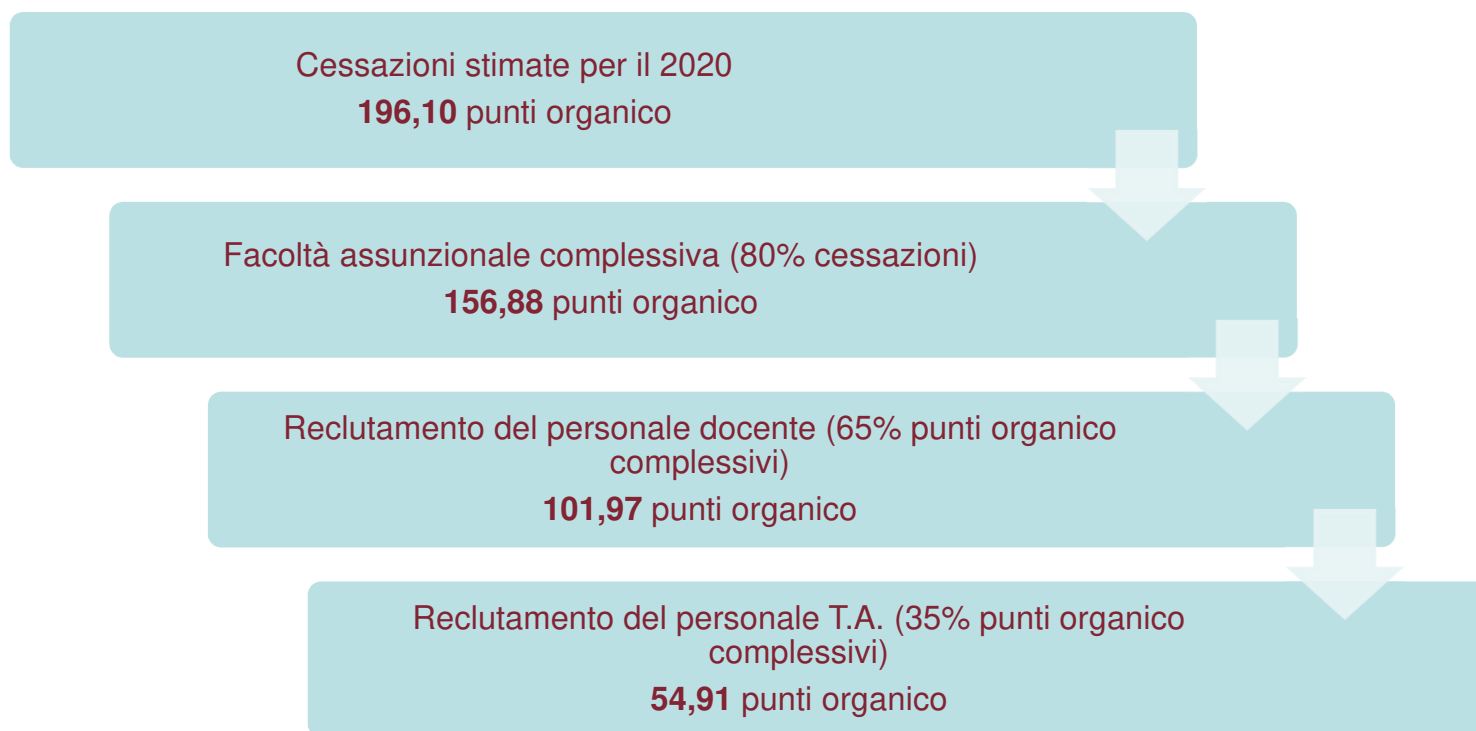 Cessazioni stimate per il 2020
196,10 punti organico
Facoltà assunzionale complessiva (80% cessazioni)
156,88 punti organico
Reclutamento del personale docente (65% punti organico
complessivi)
101,97 punti organico
Reclutamento del personale T.A. (35% punti organico
complessivi)
54,91 punti organico